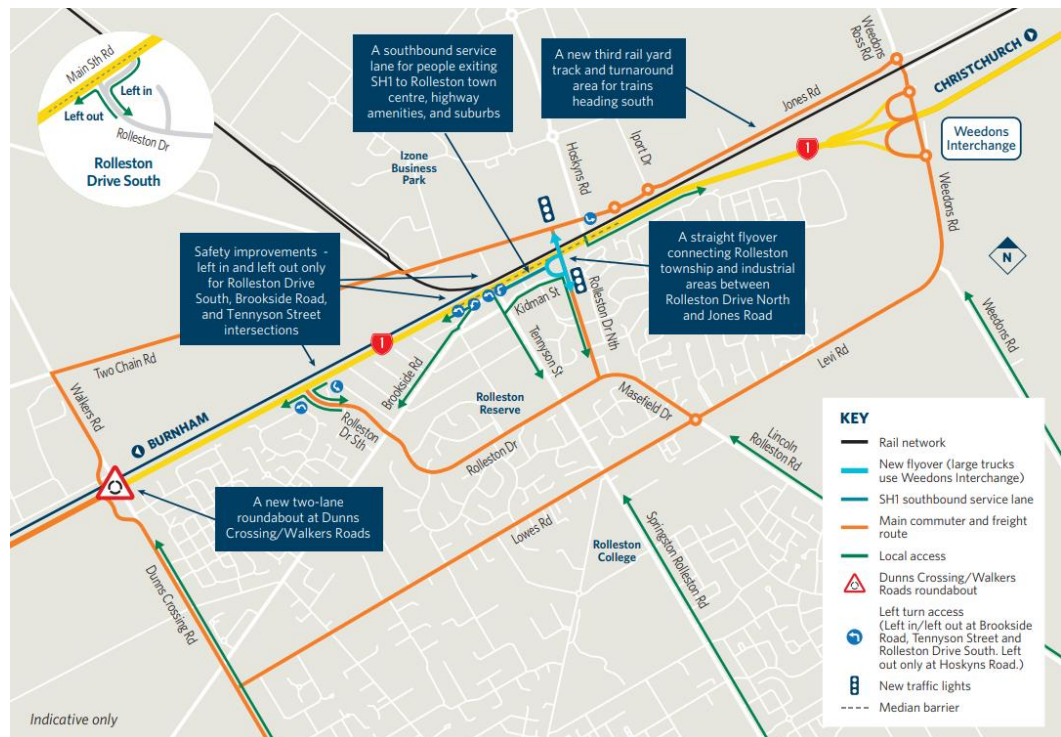 Main Sth Rd
Left in
Left out
Rolleston Dr
Rolleston
Drive South
A southbound service
lane for people exiting
SH1 to Rolleston town
centre, highway
amenities, and suburbs
A new third rail yard
track and turnaround
area for trains
heading south
Weedons
Ross Rd
CHRISTCHURCH
Jones Rd
1
Weedons
Interchange
Izone
Business
Park
Hoskyns Rd
Iport Dr
Weedons Rd
N
Safety improvements -
left in and left out only
for Rolleston Drive
South, Brookside Road,
and Tennyson Street
intersections
A straight flyover
connecting Rolleston
township and industrial
areas between
Rolleston Drive North
and Jones Road
Kidman St
Rolleston Dr Nth
Tennyson St
1
Two Chain Rd
Brookside Rd
Walkers Rd
Weedons Rd
Levi Rd
Rolleston
Reserve
Masefield Dr
BURNHAM
Rolleston
Dr Sth
Rolleston Dr
Lincoln
Rolleston Rd
A new two-lane
roundabout at Dunns
Crossing/Walkers Roads
Lowes Rd
Springston Rolleston Rd
Rolleston
College
Dunns Crossing Rd
KEY
Rail network
New flyover (large trucks
use Weedons Interchange)
SH1 southbound service lane
Main commuter and freight
route
Local access
Dunns Crossing/Walkers
Roads roundabout
Left turn access
(Left in/left out at Brookside
Road, Tennyson Street and
Rolleston Drive South. Left
out only at Hoskyns Road.)
New traffic lights
Median barrier
Indicative only